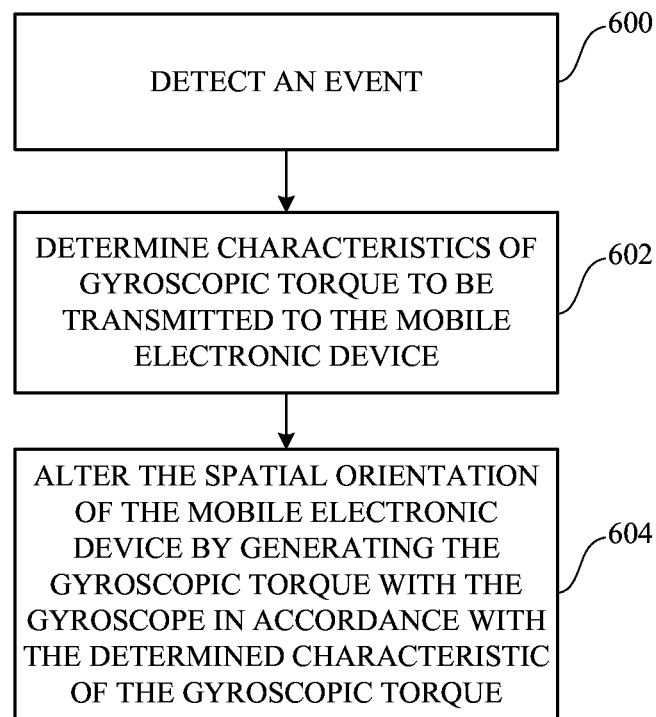 600
DETECT AN EVENT
602
DETERMINE CHARACTERISTICS OF
GYROSCOPIC TORQUE TO BE
TRANSMITTED TO THE MOBILE
ELECTRONIC DEVICE
604
ALTER THE SPATIAL ORIENTATION
OF THE MOBILE ELECTRONIC
DEVICE BY GENERATING THE
GYROSCOPIC TORQUE WITH THE
GYROSCOPE IN ACCORDANCE WITH
THE DETERMINED CHARACTERISTIC
OF THE GYROSCOPIC TORQUE